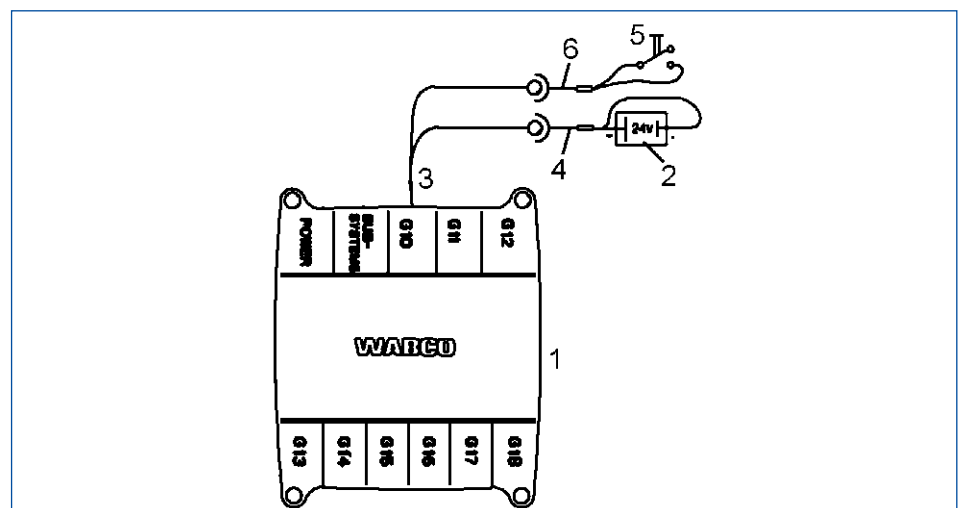 5
6
24V
4
2
3
POWER
SUB-
SYSTEMS
G10
G11
G12
WABCO
1
G13
G14
G15
G16
G17
G18